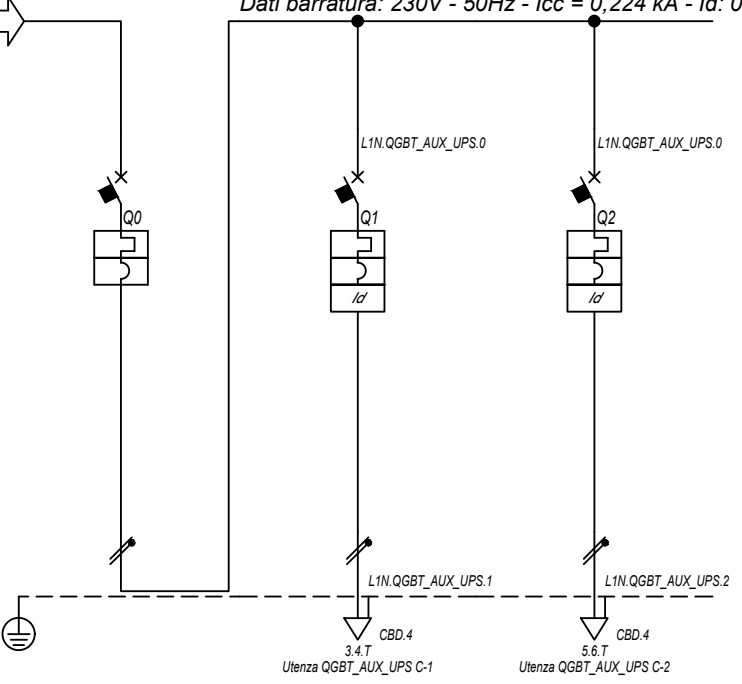 Dati barratura: 230V - 50Hz - Icc = 0,224 kA - Id: 0
L1N.QGBT_AUX_UPS.0
L1N.QGBT_AUX_UPS.0
Q0
Q1
Q2
Id
Id
L1N.QGBT_AUX_UPS.1
L1N.QGBT_AUX_UPS.2
CBD.4
CBD.4
3.4.T
5.6.T
Utenza QGBT_AUX_UPS C-1
Utenza QGBT_AUX_UPS C-2